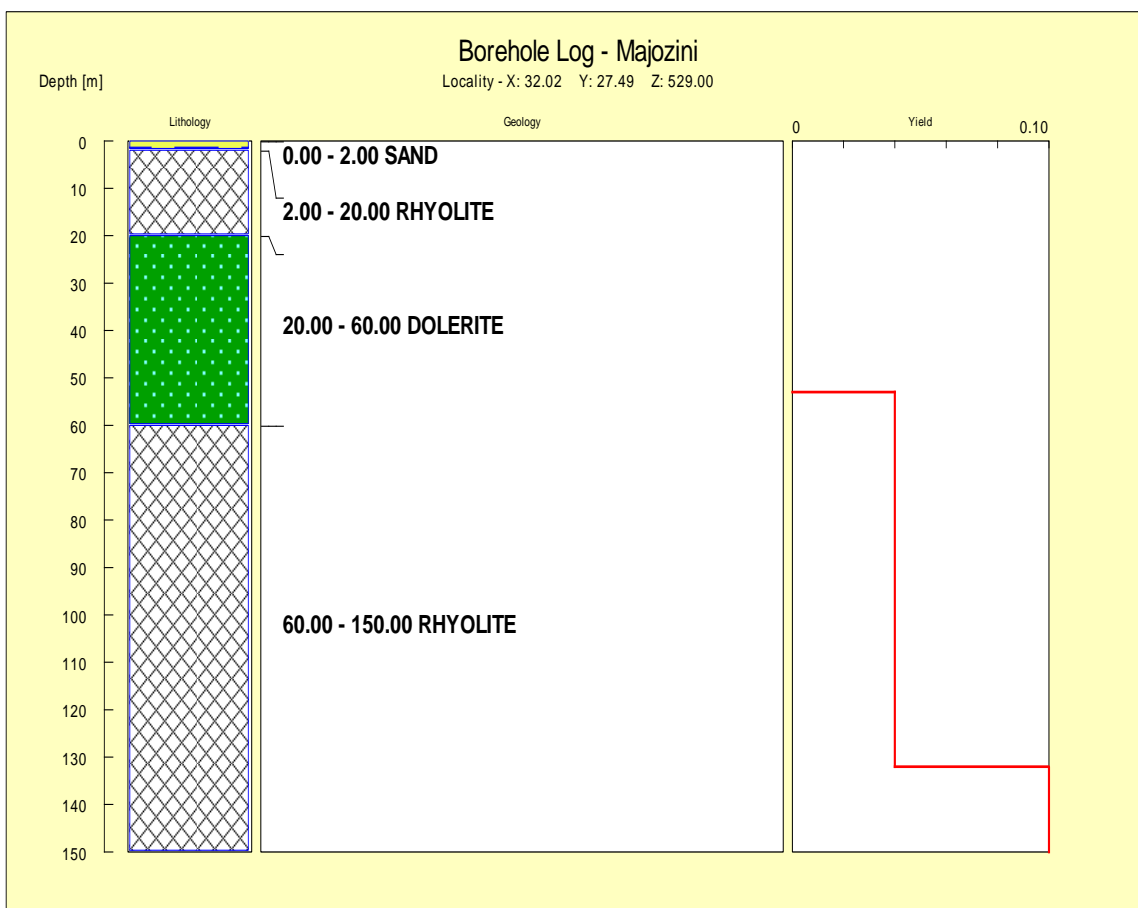 Borehole Log - Majozini
Depth [m]
Locality - X: 32.02 Y: 27.49 Z: 529.00
Lithology
Geology
0 Yield 0.10
0
10
20
30
40
50
60
70
80
90
100
110
120
130
140
150
0.00 - 2.00 SAND
2.00 - 20.00 RHYOLITE
20.00 - 60.00 DOLERITE
60.00 - 150.00 RHYOLITE